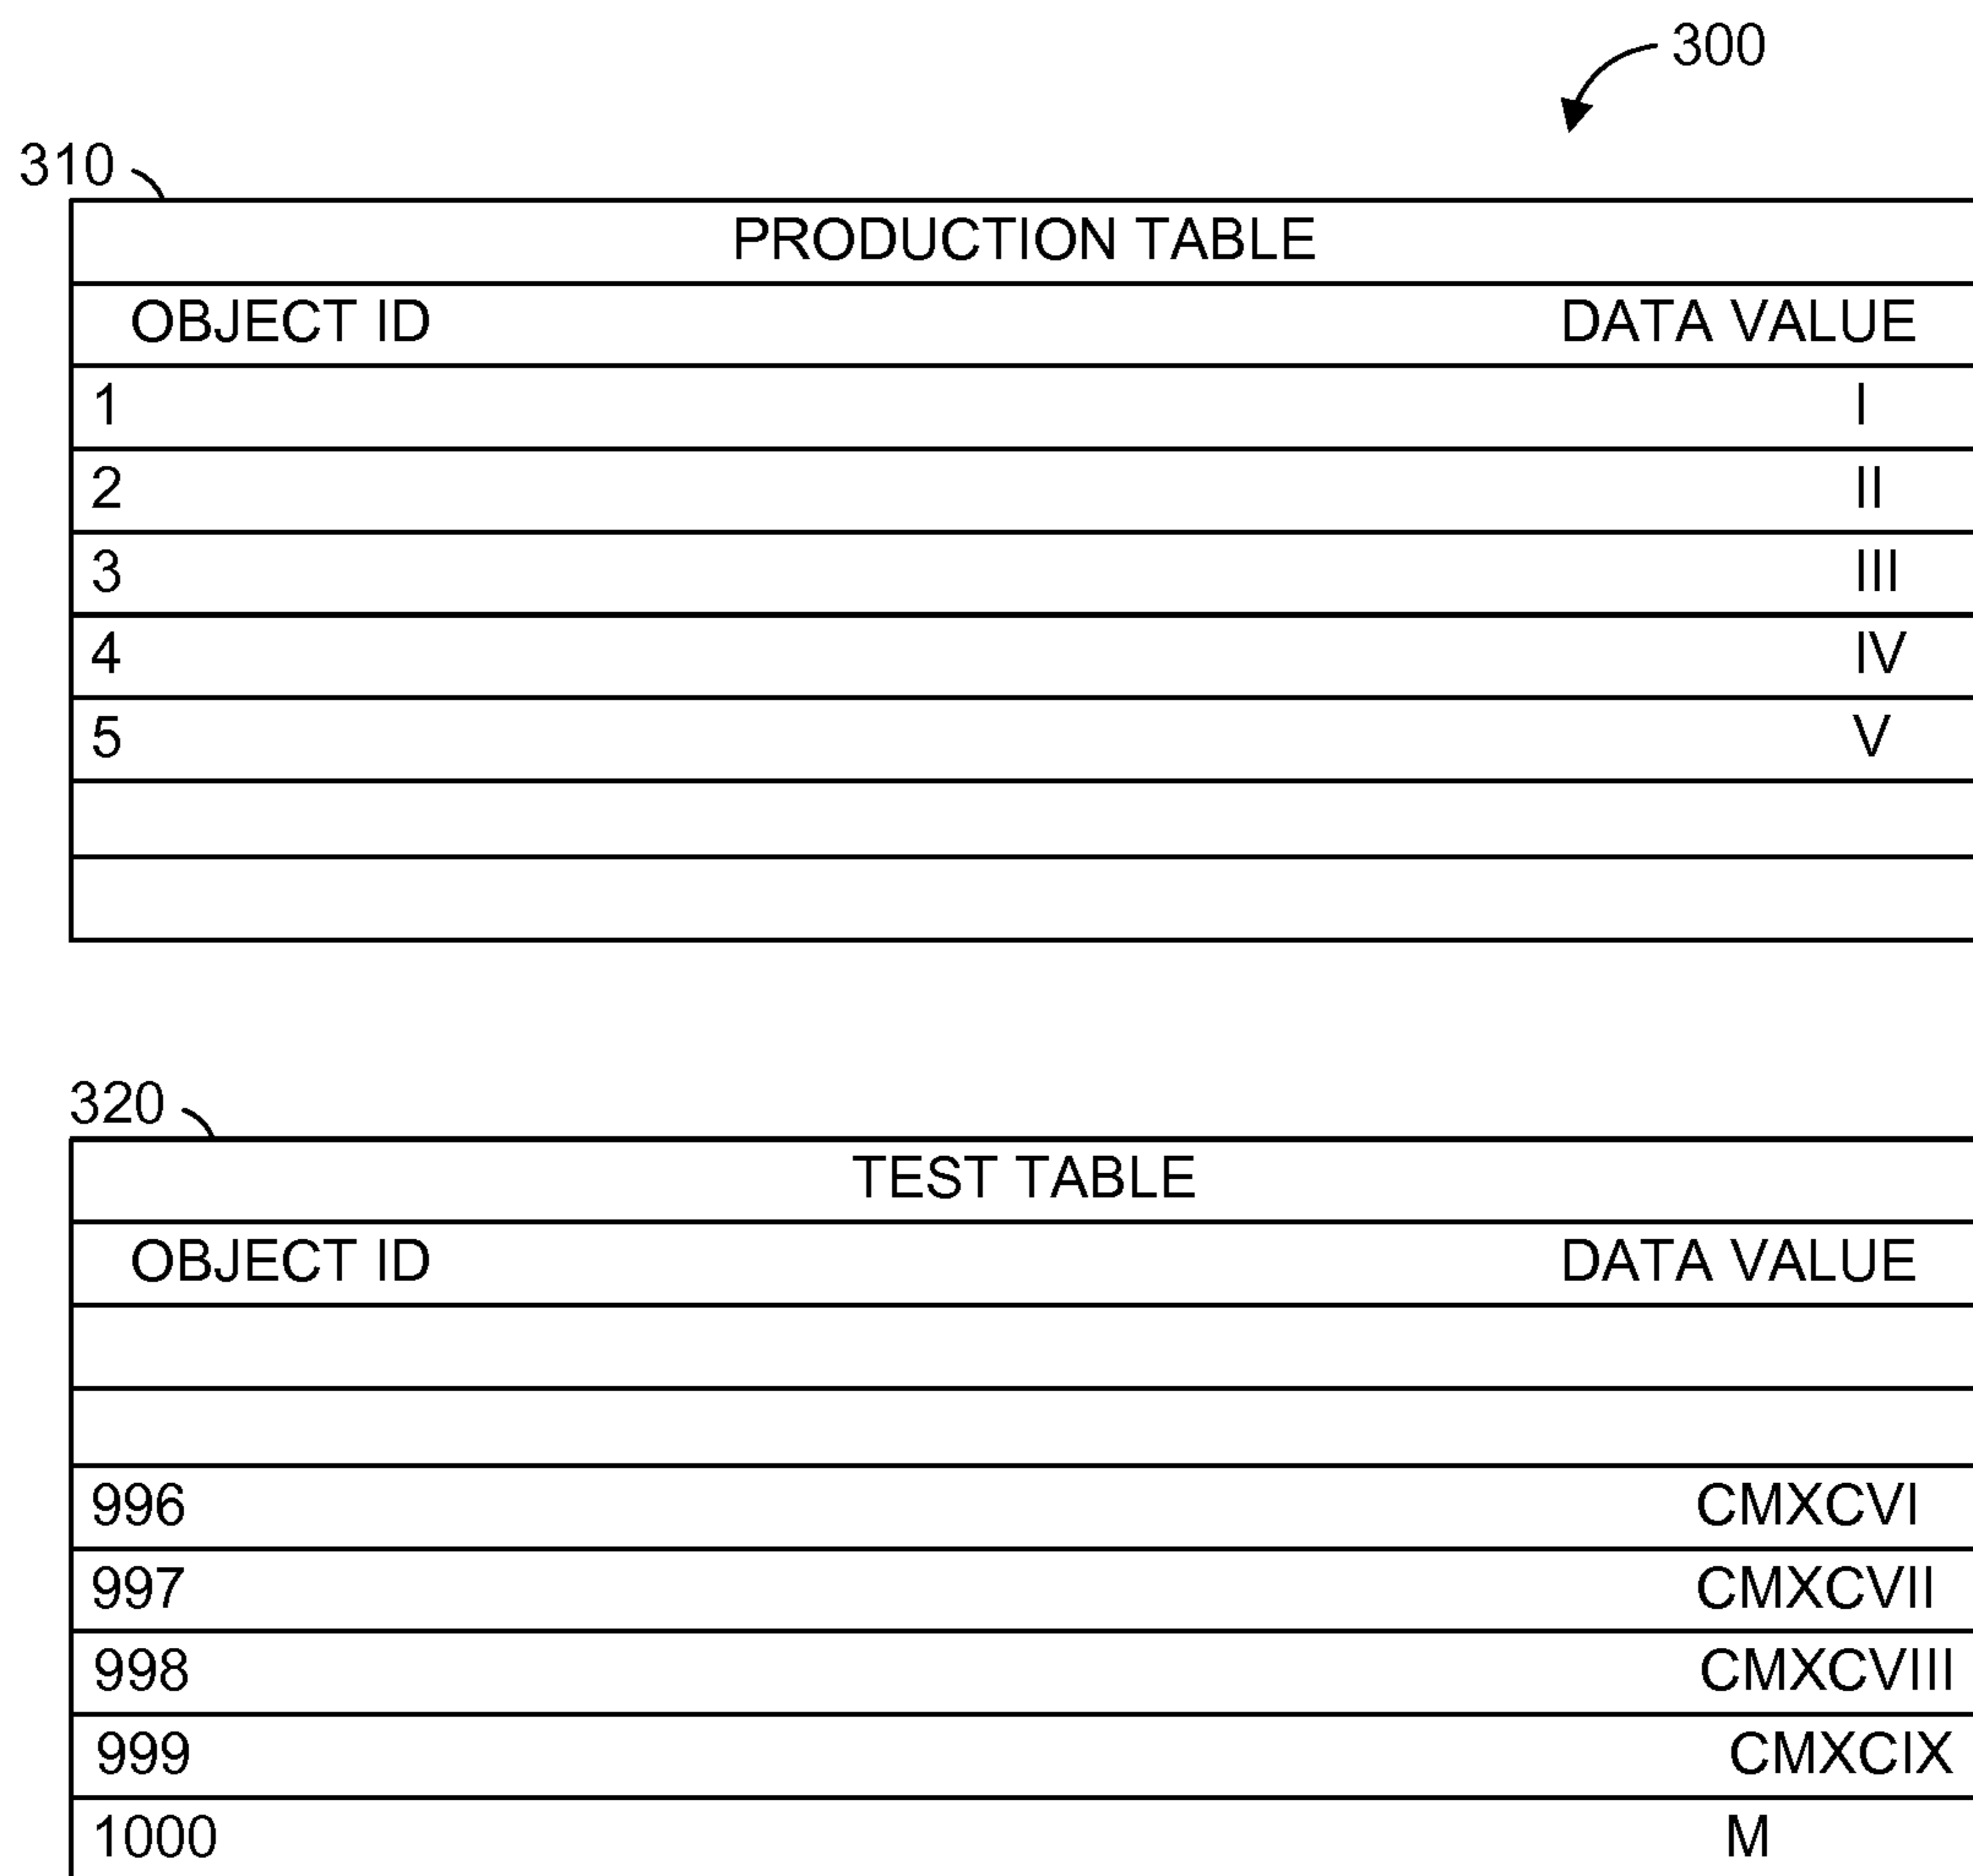 300
310
PRODUCTION TABLE
OBJECT ID DATA VALUE
1 I
2 II
3 III
4 IV
5 V
320
TEST TABLE
OBJECT ID DATA VALUE
996 CMXCVI
997 CMXCVII
998 CMXCVIII
999 CMXCIX
1000 M